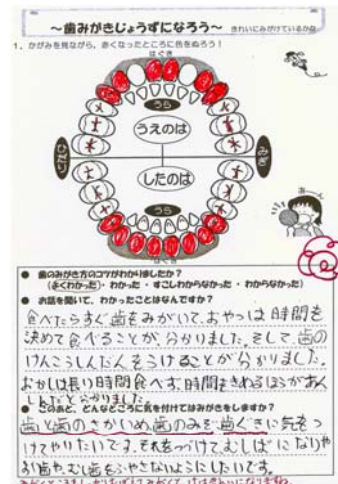 ～歯みがきじょうずになろう～ きれいにみがけているかな
1. かがみを見ながら、赤くなったところに色をぬろう！
はぐき
うら
うえのは
ひだり
みぎ
したのは
うら
はぐき
あー
● 歯のみがき方のコツがわかりましたか？
（よくわかった・わかった・すこしわからなかった・わからなかった）
● お話を聞いて、わかったことはなんですか？
食べたらすぐ歯をみがいて、おやつは時間を
決めて食べることが、分かりました。そして、歯の
けんこうしんだんをうけることが分かりました。
おかしは長い時間食べず、時間をきめるほうがあん
しんだと
● このあと、どんなところに気を付けてはみがきをしますか？
歯と歯のさかいめ、歯のみぞ、歯ぐきに気をつ
けてやりたいです。それをつづけて、むしばになりや
すい歯や、むし歯をふやさないようにしたいです。